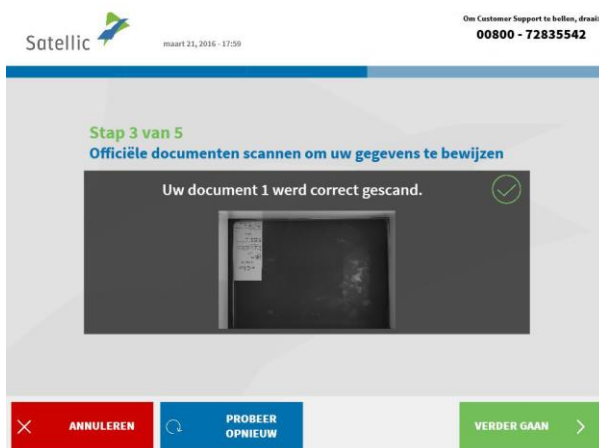 Satellic
maart 21, 2016 - 17:59
Om Customer Support te bellen, draai
00800 - 72835542
Stap 3 van 5
Officiële documenten scannen om uw gegevens te bewijzen
Uw document 1 werd correct gescand.
ANNULEREN
PROBEER
OPNIEUW
VERDER GAAN